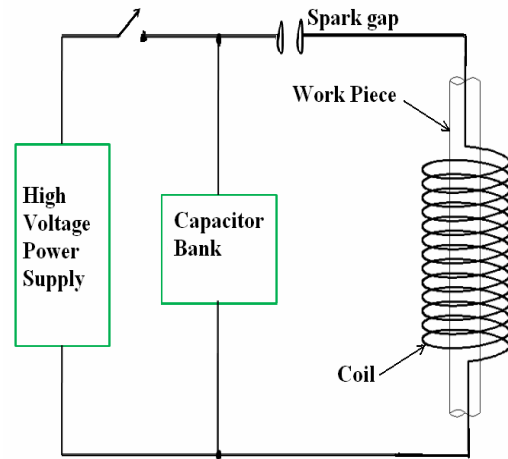 Spark gap
Work Piece
High
Voltage
Power
Supply
Capacitor
Bank
Coil